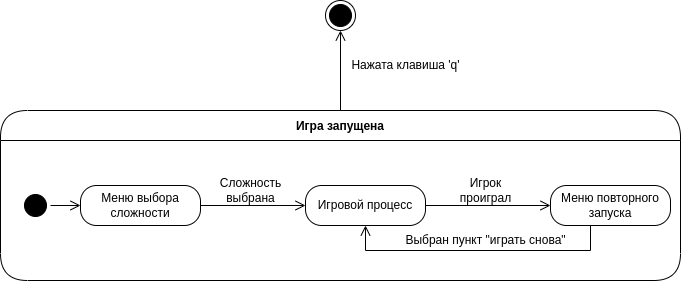 Нажата клавиша 'q'
Игра запущена
Меню выбора
сложности
Сложность
выбрана
Игровой процесс
Игрок
проиграл
Меню повторного
запуска
Выбран пункт "играть снова"